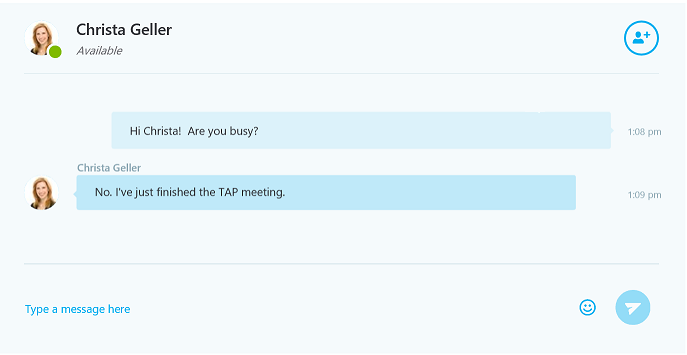 Christa Geller
Available
Hi Christa!  Are you busy?
1:08 pm
Christa Geller
No. I've just finished the TAP meeting.
1:09 pm
Type a message here